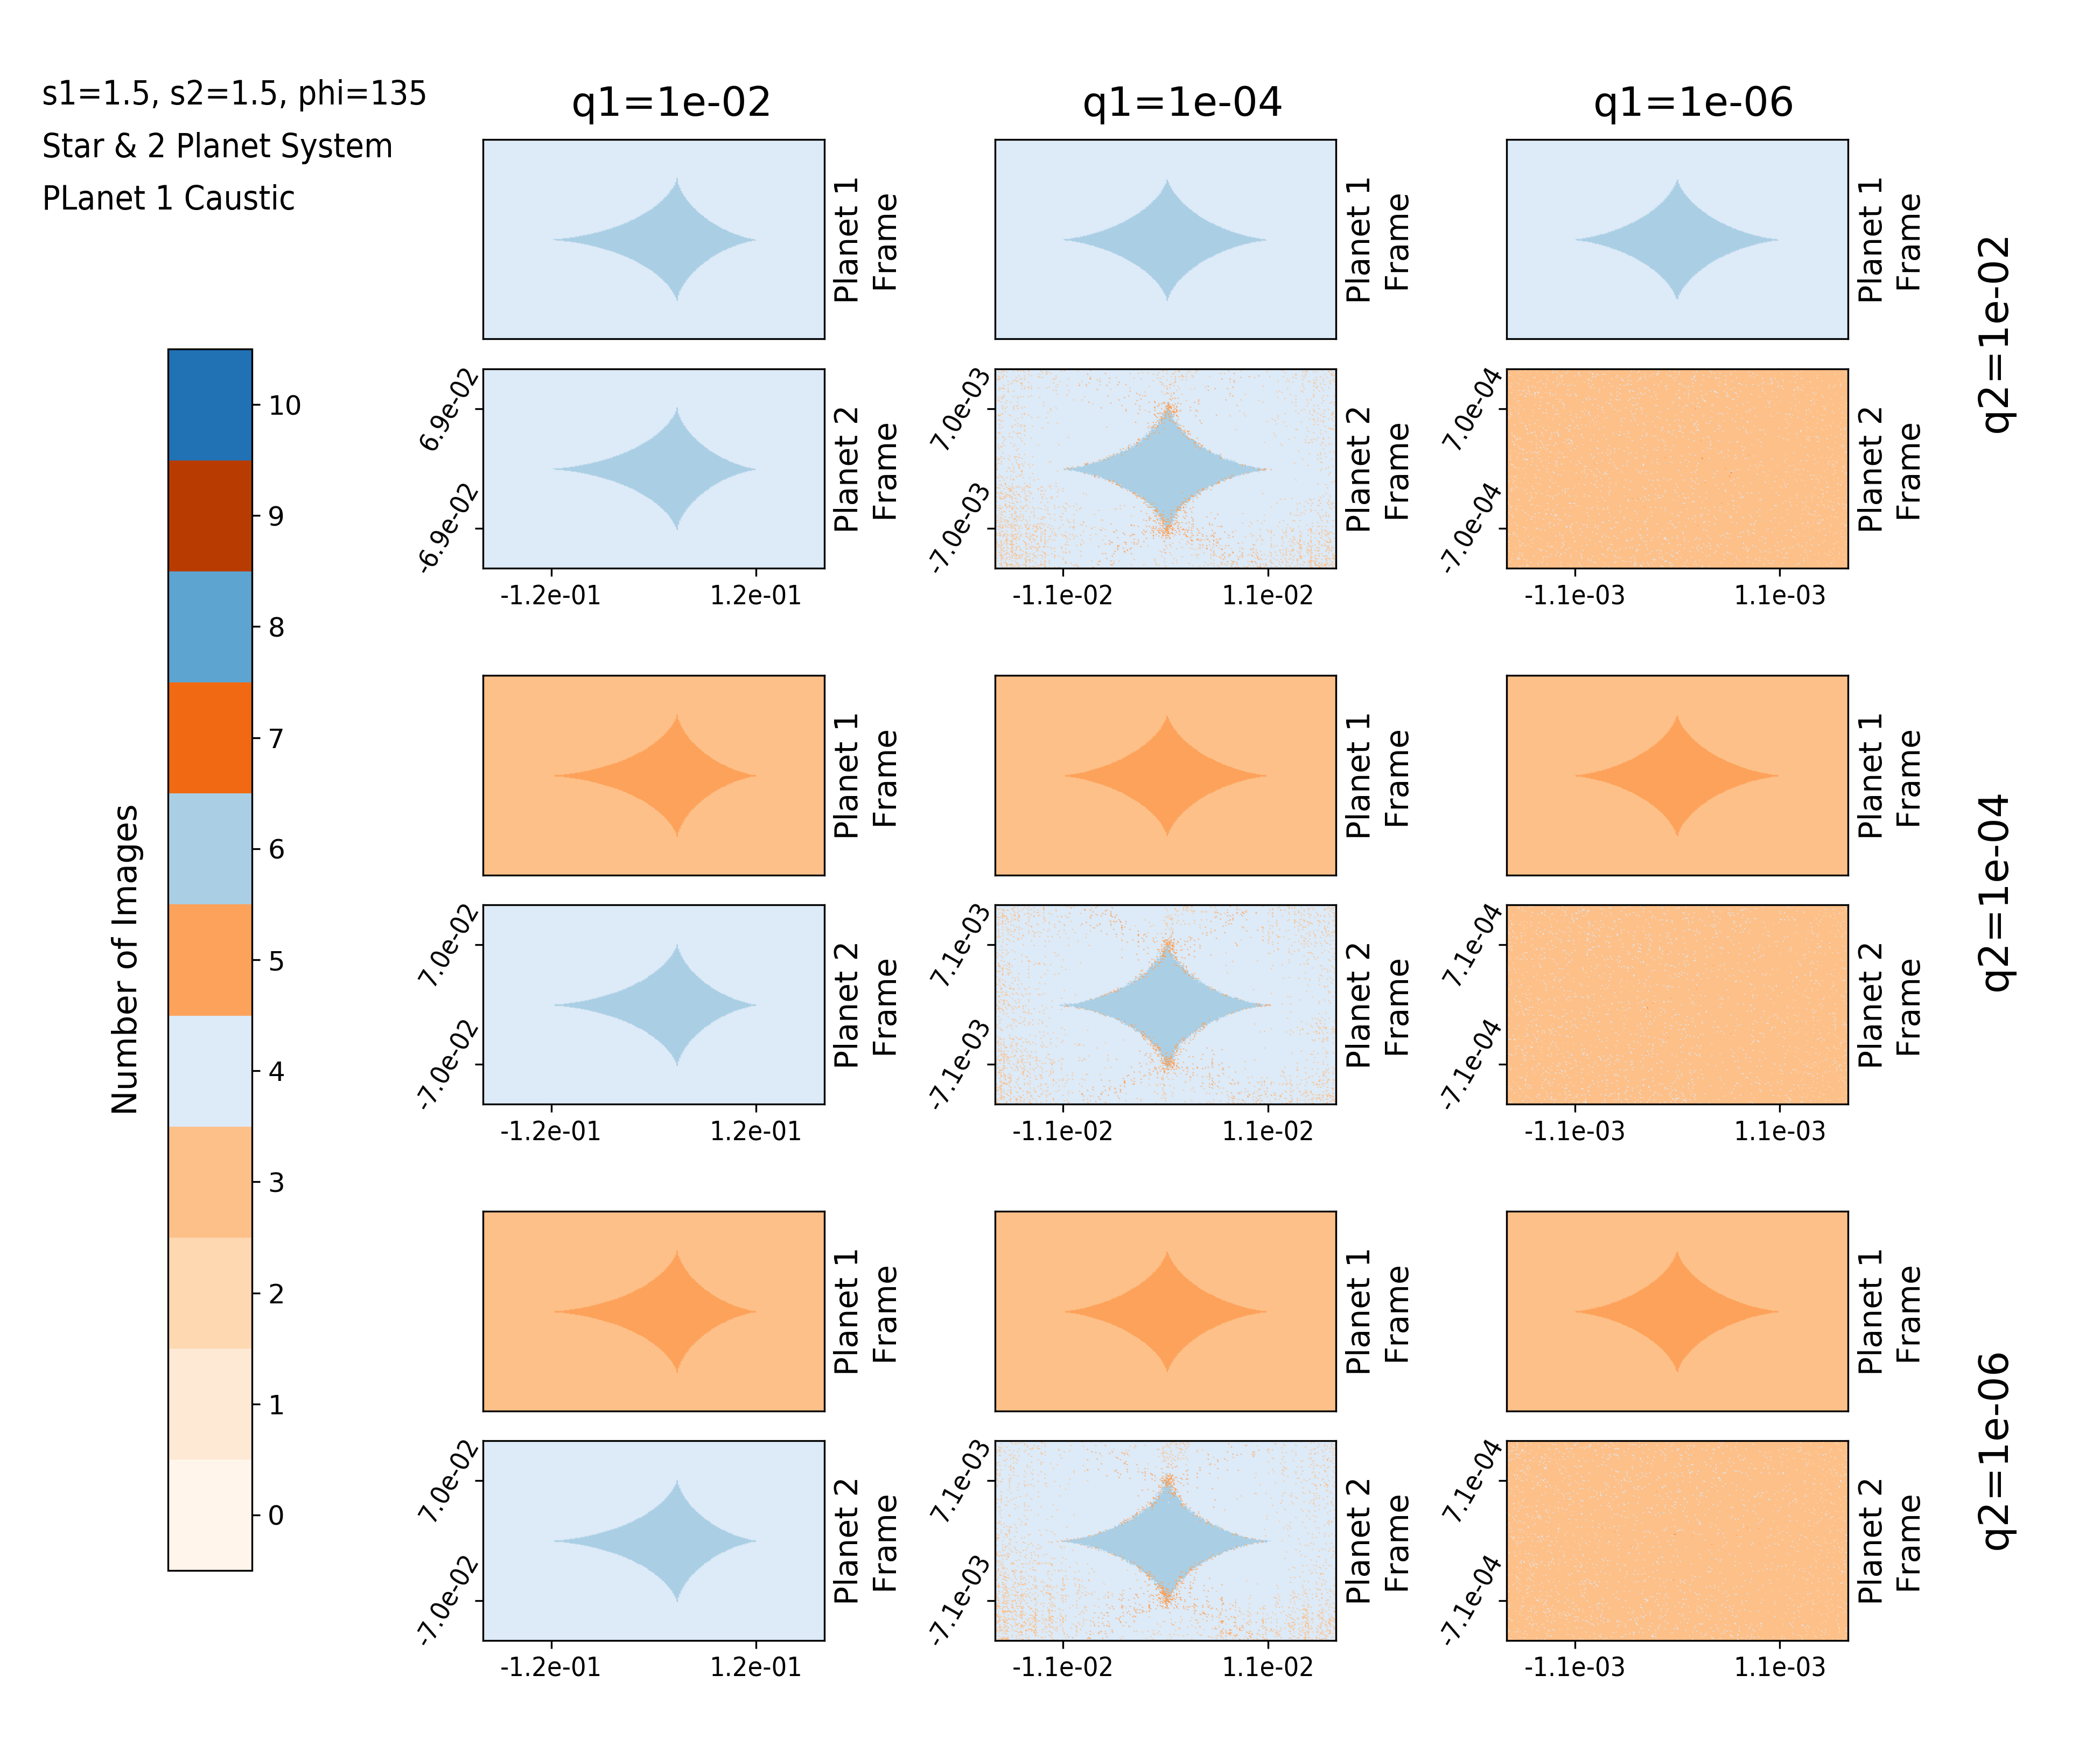 s1=1.5, s2=1.5, phi=135
Star & 2 Planet System
PLanet 1 Caustic
q1=1e-02
q1=1e-04
q1=1e-06
Planet 1
Frame
Planet 1
Frame
Planet 1
Frame
q2=1e-02
6.9e-02
-6.9e-02
-1.2e-01
1.2e-01
Planet 2
Frame
7.0e-03
-7.0e-03
-1.1e-02
1.1e-02
Planet 2
Frame
7.0e-04
-7.0e-04
-1.1e-03
1.1e-03
Planet 2
Frame
Number of Images
10
9
8
7
6
5
4
3
2
1
0
Planet 1
Frame
Planet 1
Frame
Planet 1
Frame
q2=1e-04
7.0e-02
-7.0e-02
-1.2e-01
1.2e-01
Planet 2
Frame
7.1e-03
-7.1e-03
-1.1e-02
1.1e-02
Planet 2
Frame
7.1e-04
-7.1e-04
-1.1e-03
1.1e-03
Planet 2
Frame
Planet 1
Frame
Planet 1
Frame
Planet 1
Frame
q2=1e-06
7.0e-02
-7.0e-02
-1.2e-01
1.2e-01
Planet 2
Frame
7.1e-03
-7.1e-03
-1.1e-02
1.1e-02
Planet 2
Frame
7.1e-04
-7.1e-04
-1.1e-03
1.1e-03
Planet 2
Frame